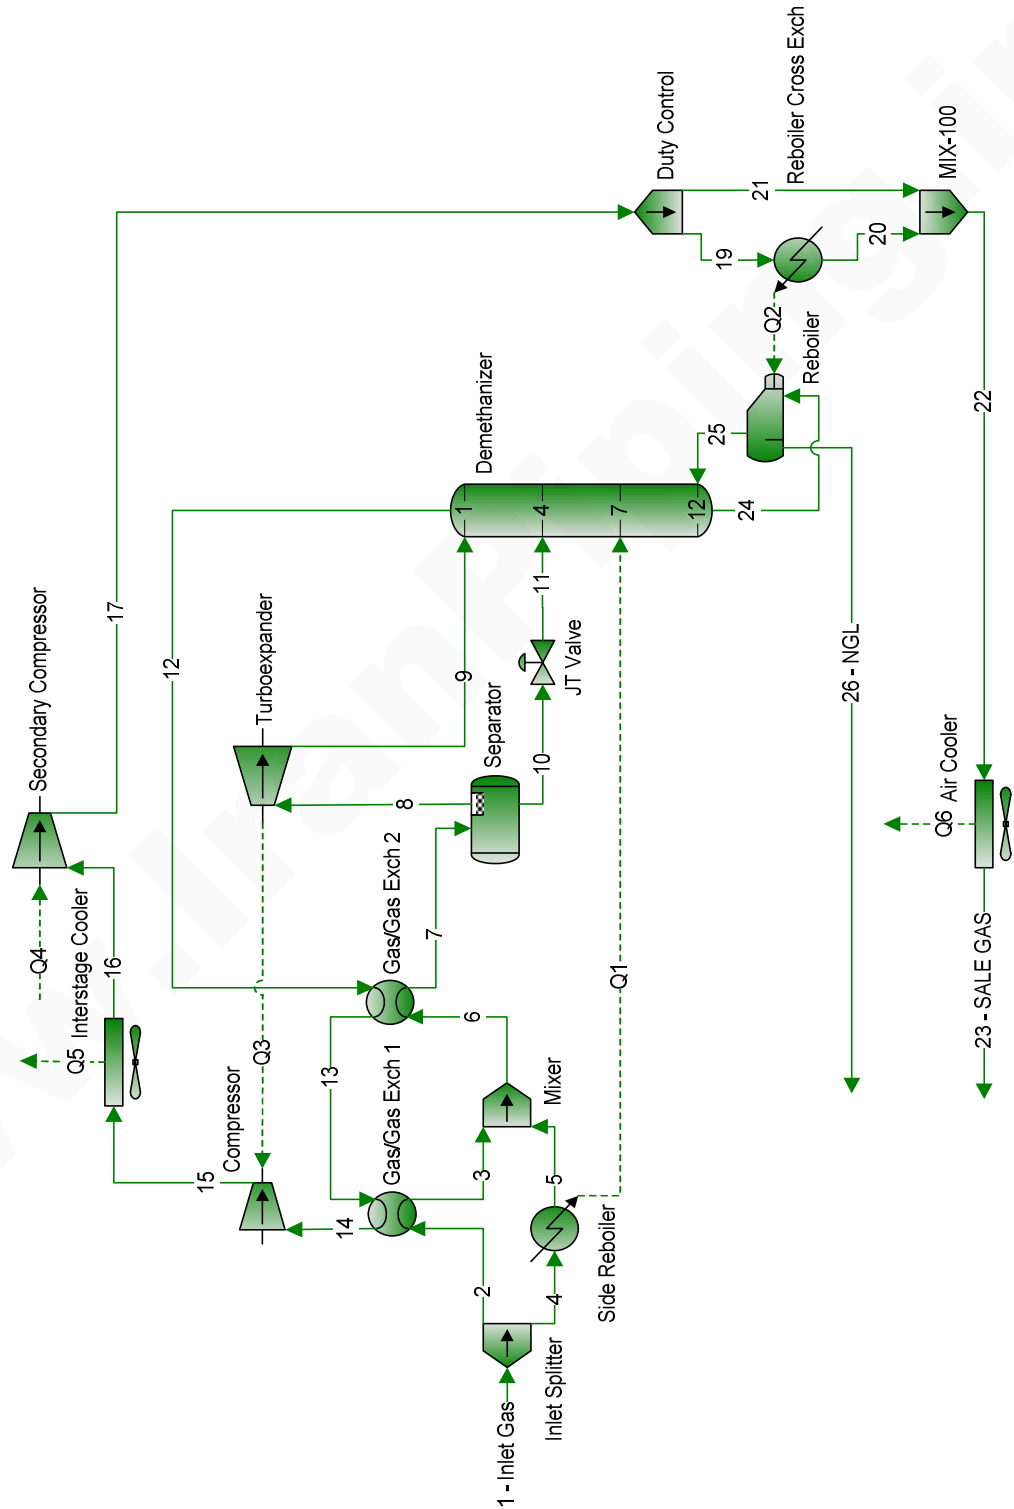 1 - Inlet Gas
Inlet Splitter
2
4
Side Reboiler
5
3
Gas/Gas Exch 1
Mixer
14
Compressor
15
Q3
13
6
Gas/Gas Exch 2
7
Q5
Interstage Cooler
16
Q4
Secondary Compressor
17
12
8
Separator
Turboexpander
9
10
JT Valve
11
Q1
Demethanizer
1
4
7
12
24
25
Reboiler
Q2
26 - NGL
Duty Control
19
21
Reboiler Cross Exch
20
MIX-100
22
Air Cooler
Q6
23 - SALE GAS
www.IranPiping.ir